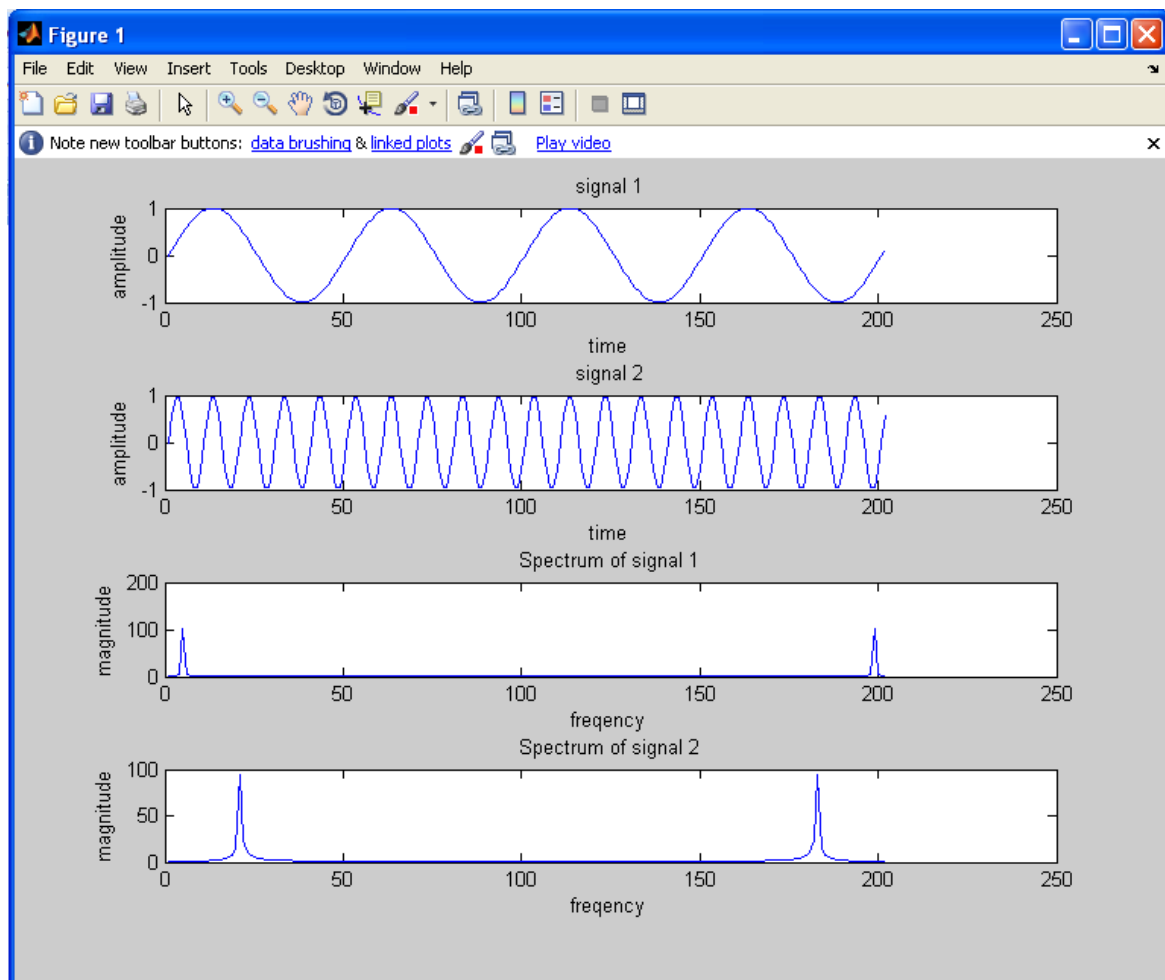 Figure 1
File Edit View Insert Tools Desktop Window Help
Note new toolbar buttons: data brushing & linked plots Play video
signal 1
amplitude
1
0
-1
0 50 100 150 200 250
time
signal 2
amplitude
1
0
-1
0 50 100 150 200 250
time
Spectrum of signal 1
magnitude
200
100
0
0 50 100 150 200 250
freqency
Spectrum of signal 2
magnitude
100
50
0
0 50 100 150 200 250
freqency